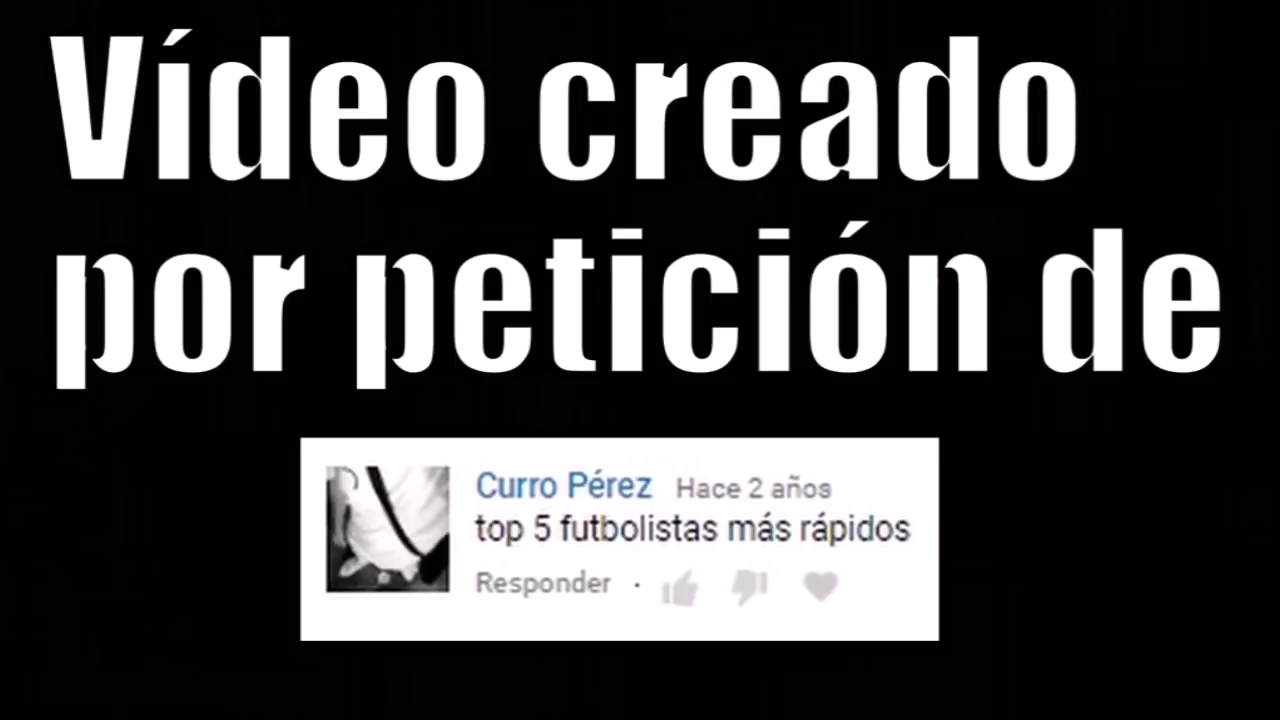 Vídeo creado
por petición de
Curro Pérez Hace 2 años
top 5 futbolistas más rápidos
Responder ·